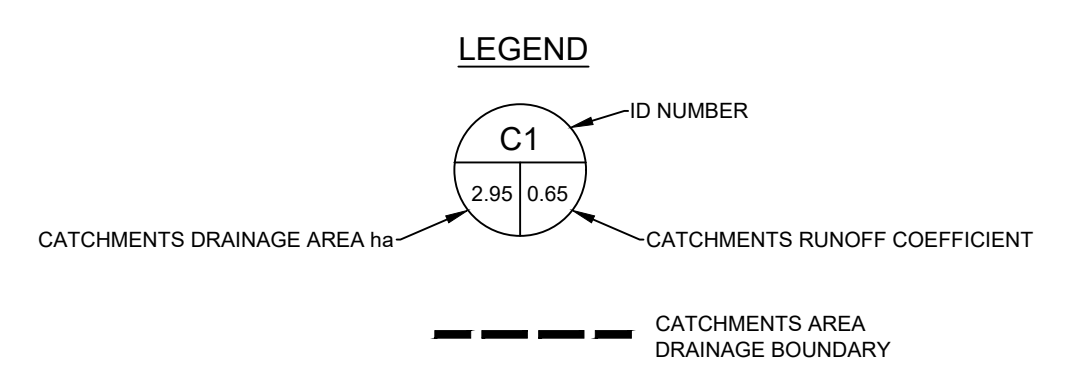 LEGEND
ID NUMBER
C1
2.95 0.65
CATCHMENTS DRAINAGE AREA ha
CATCHMENTS RUNOFF COEFFICIENT
CATCHMENTS AREA
DRAINAGE BOUNDARY